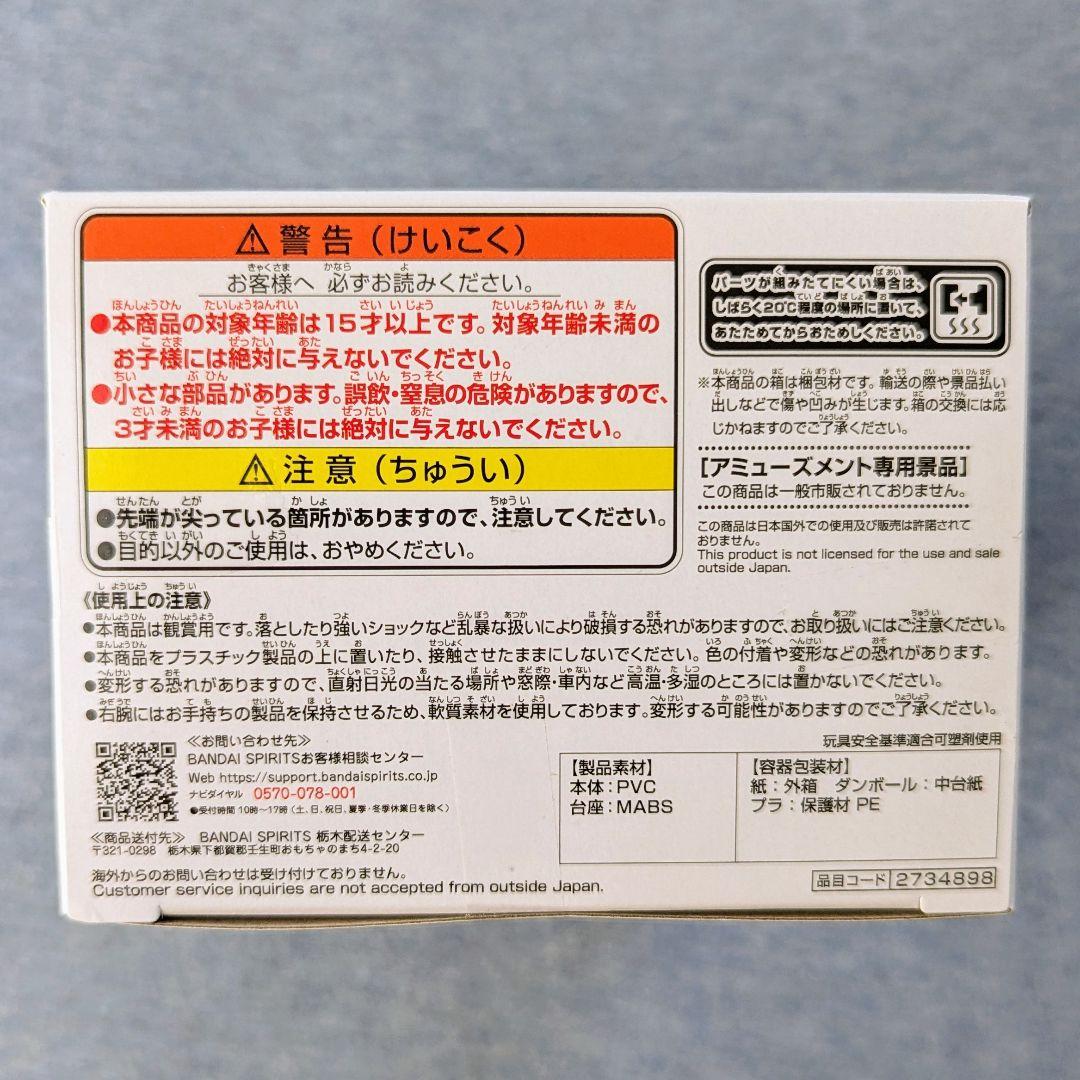 ⚠ 警告（けいこく）
お客様へ 必ずお読みください。
●本商品の対象年齢は15才以上です。対象年齢未満の
お子様には絶対に与えないでください。
●小さな部品があります。誤飲・窒息の危険がありますので、
3才未満のお子様には絶対に与えないでください。
⚠ 注意（ちゅうい）
●先端が尖っている箇所がありますので、注意してください。
●目的以外のご使用は、おやめください。
パーツが組みたてにくい場合は、
しばらく20℃程度の場所に置いて、
あたためてからおためしください。
※本商品の箱は梱包材です。輸送の際や景品払い
出しなどで傷や凹みが生じます。箱の交換には応
じかねますのでご了承ください。
［アミューズメント専用景品］
この商品は一般市販されておりません。
この商品は日本国外での使用及び販売は許諾されて
おりません。
This product is not licensed for the use and sale
outside Japan.
《使用上の注意》
●本商品は観賞用です。落としたり強いショックなど乱暴な扱いにより破損する恐れがありますので、お取り扱いにはご注意ください。
●本商品をプラスチック製品の上に置いたり、接触させたままにしないでください。色の付着や変形などの恐れがあります。
●変形する恐れがありますので、直射日光の当たる場所や窓際・車内など高温・多湿のところには置かないでください。
●右腕にはお手持ちの製品を保持させるため、軟質素材を使用しております。変形する可能性がありますのでご了承ください。
玩具安全基準適合可塑剤使用
≪お問い合わせ先≫
BANDAI SPIRITSお客様相談センター
Web https://support.bandaispirits.co.jp
ナビダイヤル 0570-078-001
●受付時間 10時〜17時（土、日、祝日、夏季・冬季休業日を除く）
≪商品送付先≫ BANDAI SPIRITS 栃木配送センター
〒321-0298 栃木県下都賀郡壬生町おもちゃのまち4-2-20
海外からのお問い合わせは受け付けておりません。
Customer service inquiries are not accepted from outside Japan.
【製品素材】
本体：PVC
台座：MABS
【容器包装材】
紙：外箱 ダンボール：中台紙
プラ：保護材 PE
品目コード 2734898